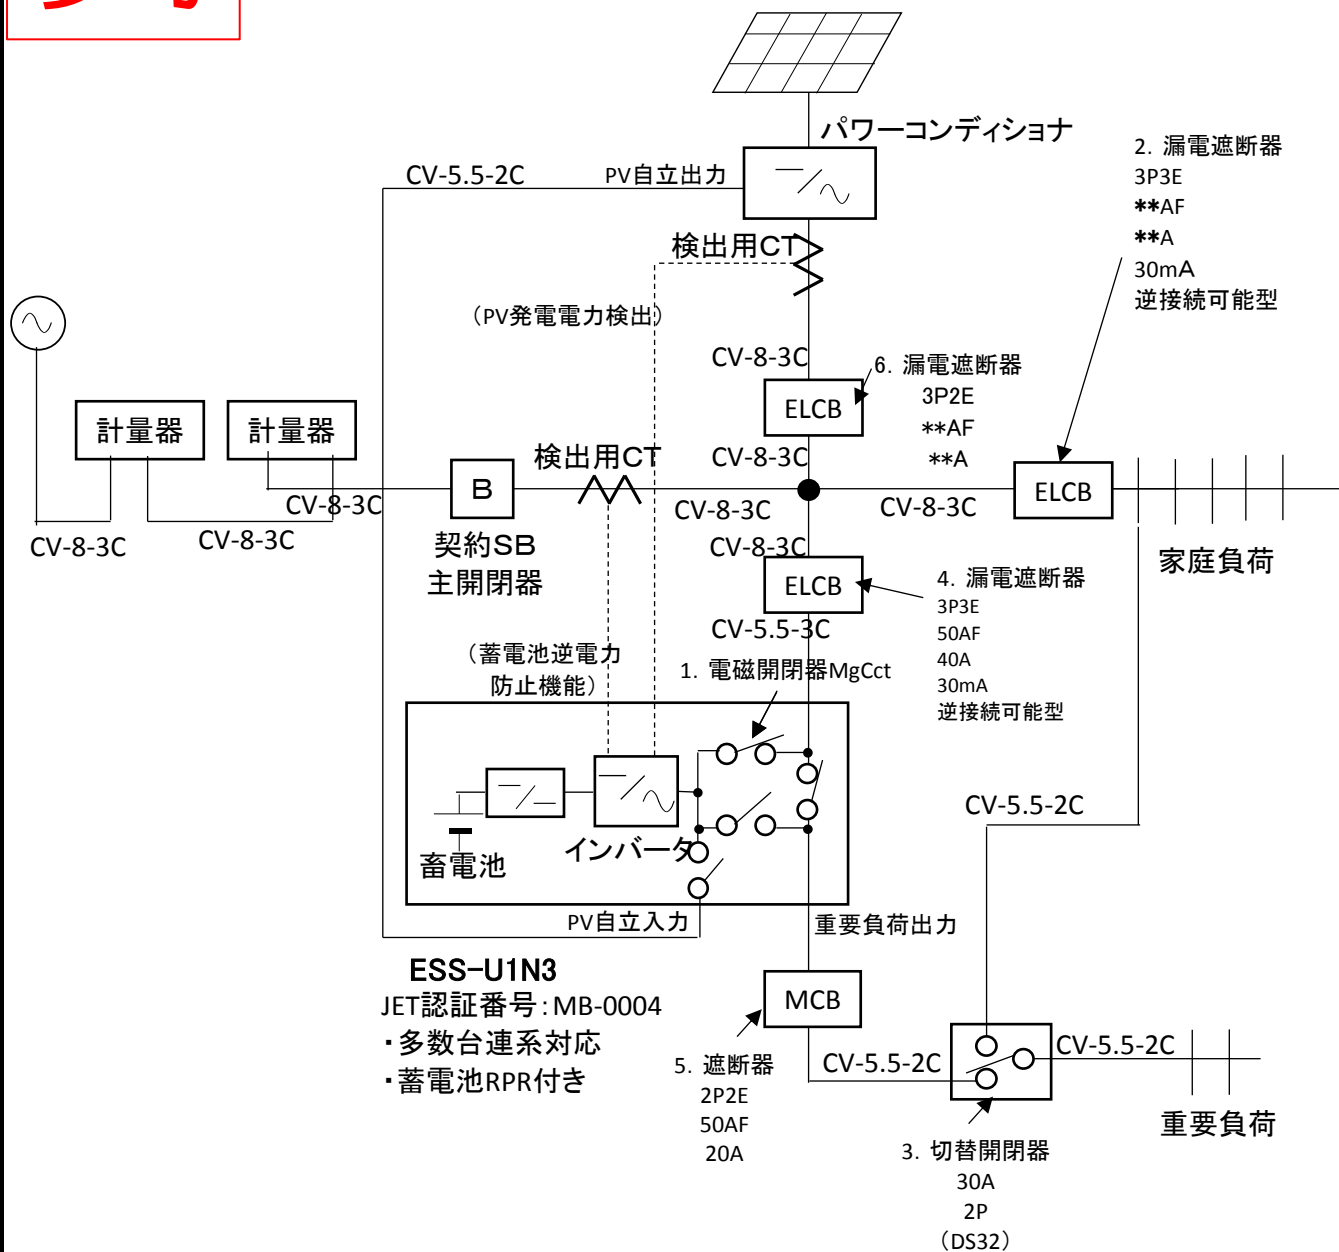 パワーコンディショナ
2. 漏電遮断器
3P3E
**AF
**A
30mA
逆接続可能型
CV-5.5-2C
PV自立出力
検出用CT
（PV発電電力検出）
CV-8-3C
6. 漏電遮断器
3P2E
**AF
**A
ELCB
計量器
計量器
検出用CT
CV-8-3C
B
ELCB
CV-8-3C
CV-8-3C
CV-8-3C
CV-8-3C
CV-8-3C
CV-8-3C
契約SB
主開閉器
家庭負荷
ELCB
4. 漏電遮断器
3P3E
50AF
40A
30mA
逆接続可能型
CV-5.5-3C
（蓄電池逆電力
防止機能）
1. 電磁開閉器MgCct
CV-5.5-2C
インバータ
蓄電池
PV自立入力
重要負荷出力
ESS-U1N3
JET認証番号：MB-0004
・多数台連系対応
・蓄電池RPR付き
MCB
5. 遮断器
2P2E
50AF
20A
CV-5.5-2C
CV-5.5-2C
重要負荷
3. 切替開閉器
30A
2P
（DS32）